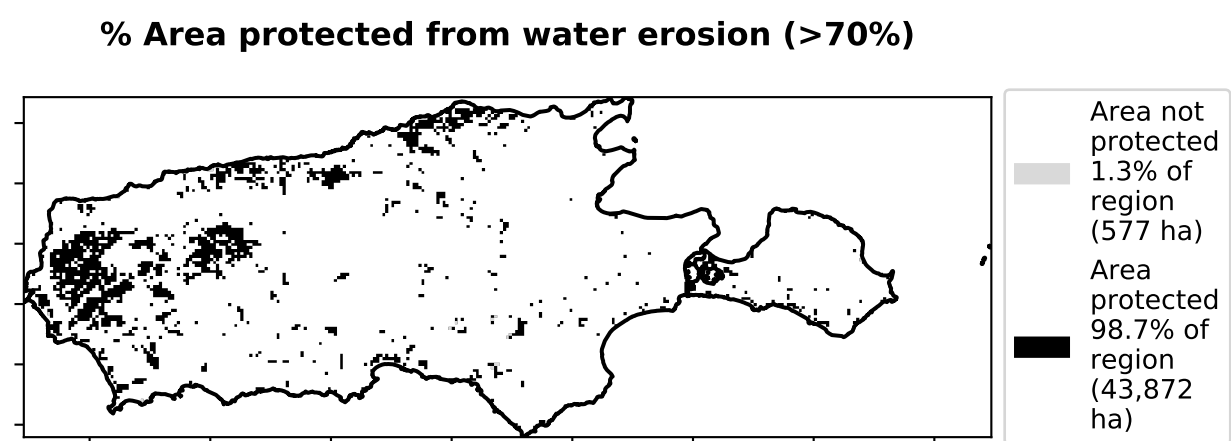 % Area protected from water erosion (>70%)
Area not
protected
1.3% of
region
(577 ha)
Area
protected
98.7% of
region
(43,872
ha)